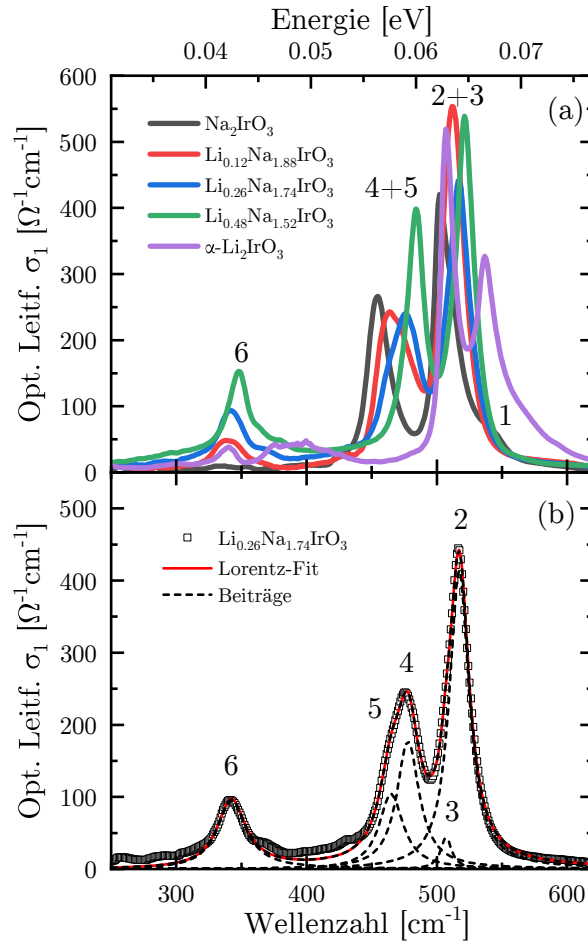 Energie [eV]
0.04 0.05 0.06 0.07
600
500
400
300
200
100
0
Opt. Leitf. σ₁ [Ω⁻¹cm⁻¹]
(a)
2+3
4+5
6
1
Na₂IrO₃
Li₀.₁₂Na₁.₈₈IrO₃
Li₀.₂₆Na₁.₇₄IrO₃
Li₀.₄₈Na₁.₅₂IrO₃
α-Li₂IrO₃
500
400
300
200
100
0
Opt. Leitf. σ₁ [Ω⁻¹cm⁻¹]
(b)
2
Li₀.₂₆Na₁.₇₄IrO₃
Lorentz-Fit
Beiträge
4
5
6
3
300 400 500 600
Wellenzahl [cm⁻¹]